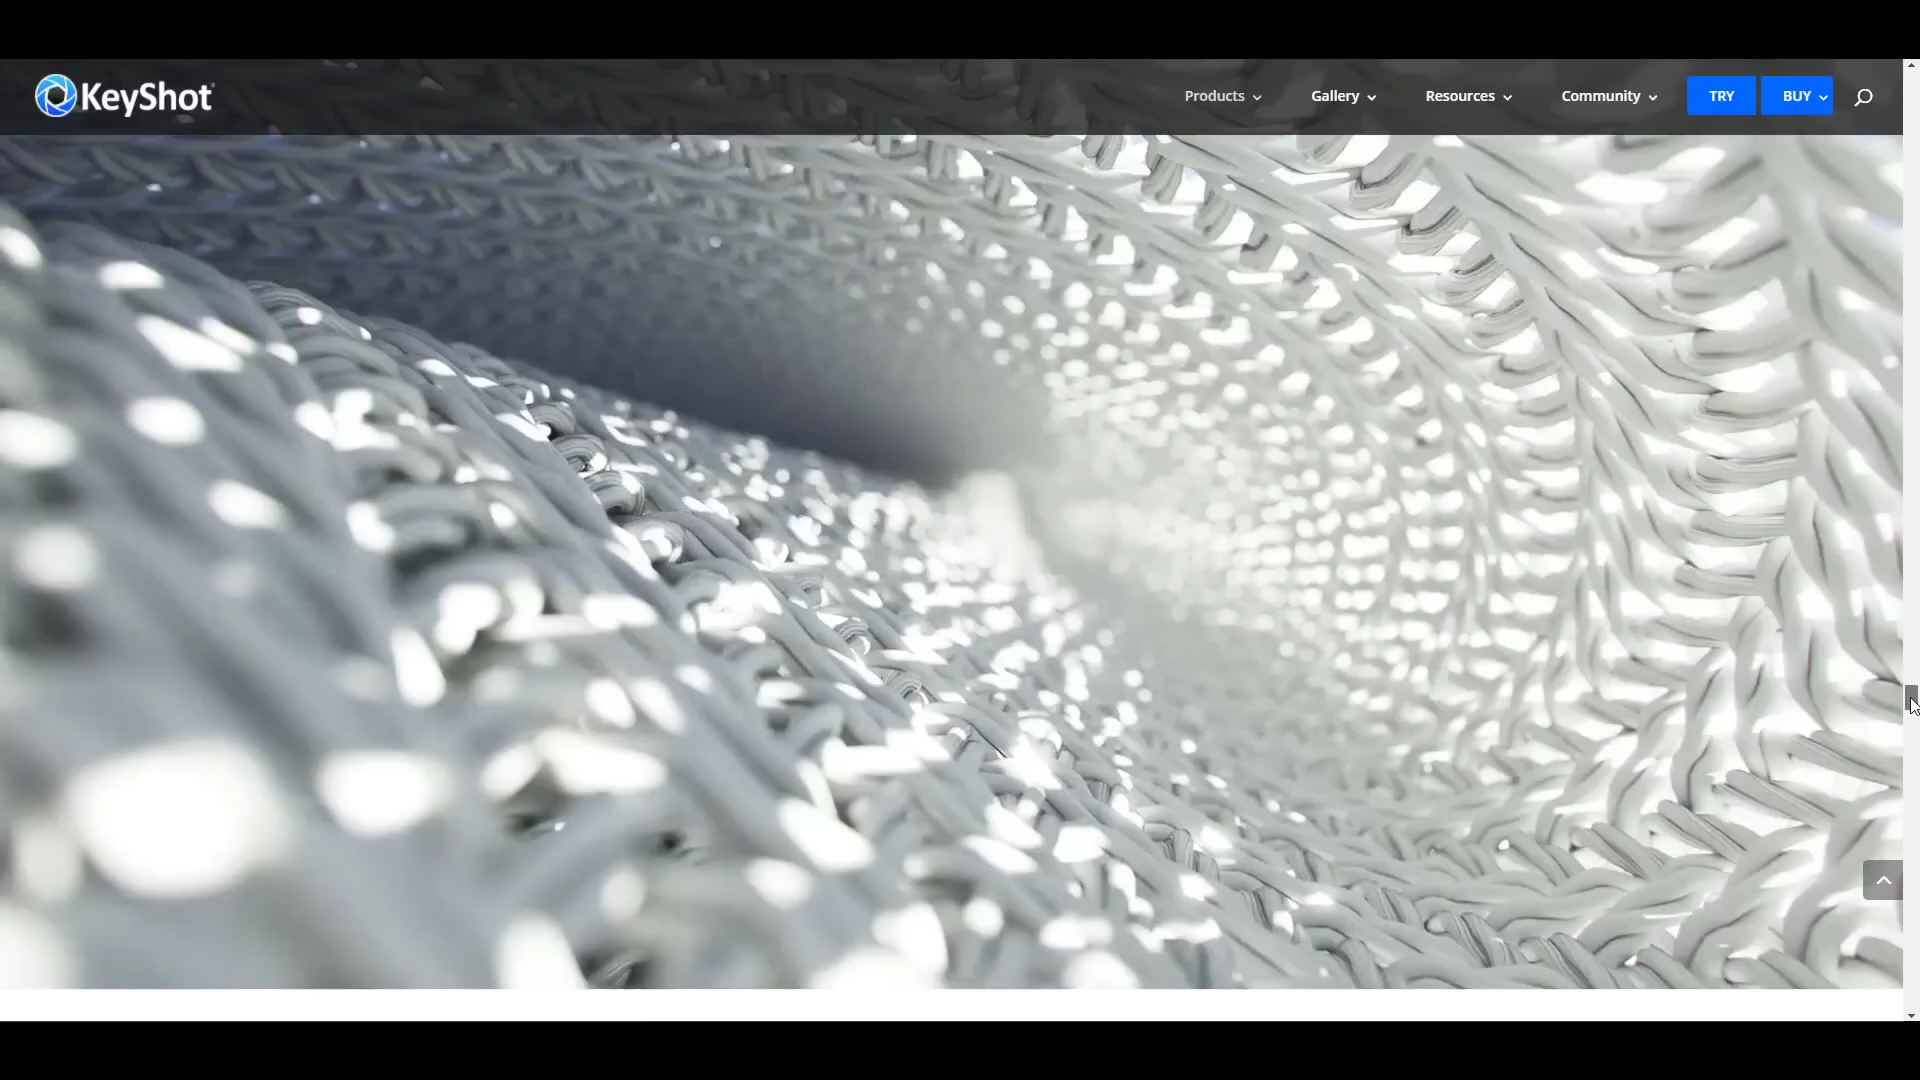 KeyShot
Products
Gallery
Resources
Community
TRY
BUY